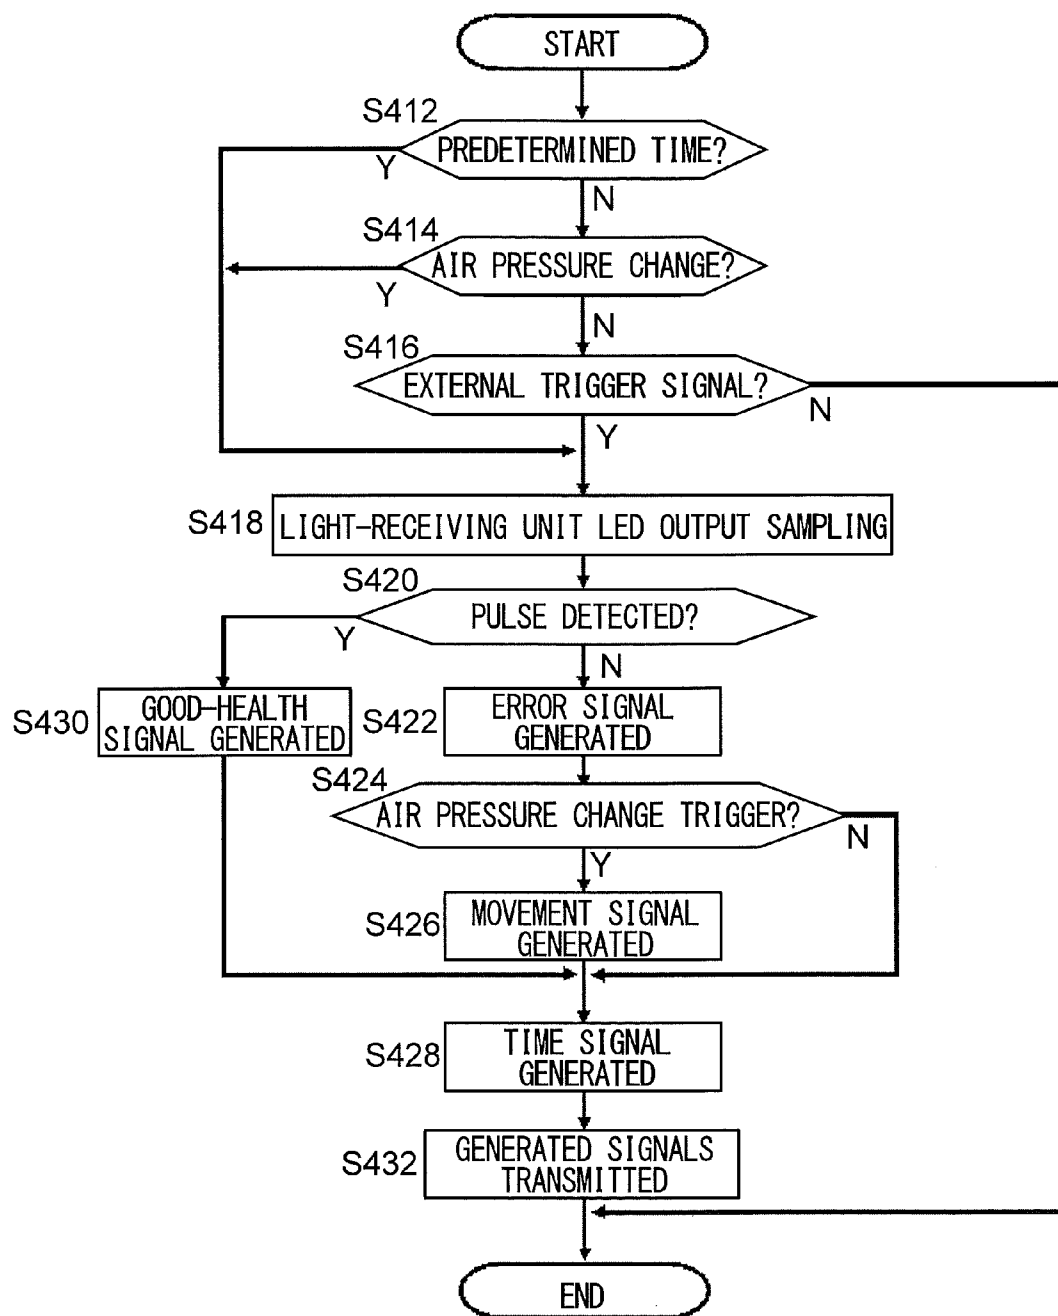 START
S412
PREDETERMINED TIME?
Y
N
S414
AIR PRESSURE CHANGE?
Y
N
S416
EXTERNAL TRIGGER SIGNAL?
N
Y
S418
LIGHT-RECEIVING UNIT LED OUTPUT SAMPLING
S420
PULSE DETECTED?
Y
N
S430
GOOD-HEALTH
SIGNAL GENERATED
S422
ERROR SIGNAL
GENERATED
S424
AIR PRESSURE CHANGE TRIGGER?
N
Y
S426
MOVEMENT SIGNAL
GENERATED
S428
TIME SIGNAL
GENERATED
S432
GENERATED SIGNALS
TRANSMITTED
END